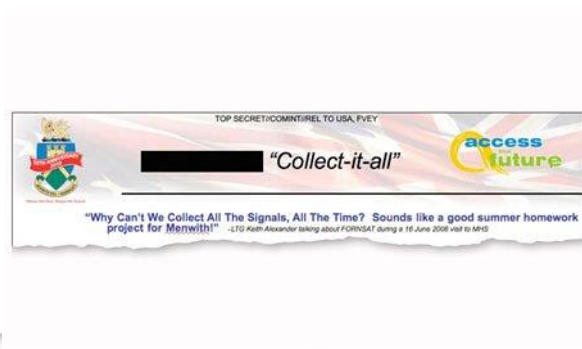 TOP SECRET//COMINT//REL TO USA, FVEY
"Collect-it-all"
access
future
"Why Can't We Collect All The Signals, All The Time? Sounds like a good summer homework
project for Menwith!" -LTG Keith Alexander talking about FORNSAT during a 16 June 2008 visit to MHS